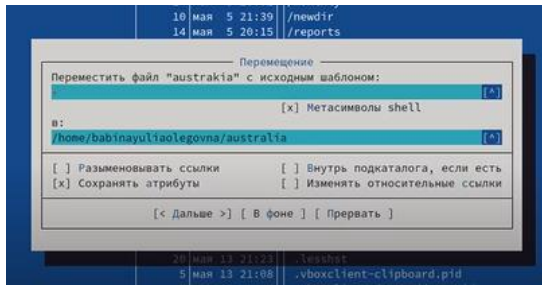 10 мая 5 21:39 /newdir
14 мая 5 20:15 /reports
Перемещение
Переместить файл "austrakia" с исходным шаблоном:
[^]
[x] Метасимволы shell
в:
/home/babinayuliaolegovna/australia [^]
[ ] Разыменовывать ссылки [ ] Внутрь подкаталога, если есть
[x] Сохранять атрибуты [ ] Изменять относительные ссылки
[< Дальше >] [ В фоне ] [ Прервать ]
20 мая 13 21:23 .lesshst
5 мая 13 21:08 .vboxclient-clipboard.pid